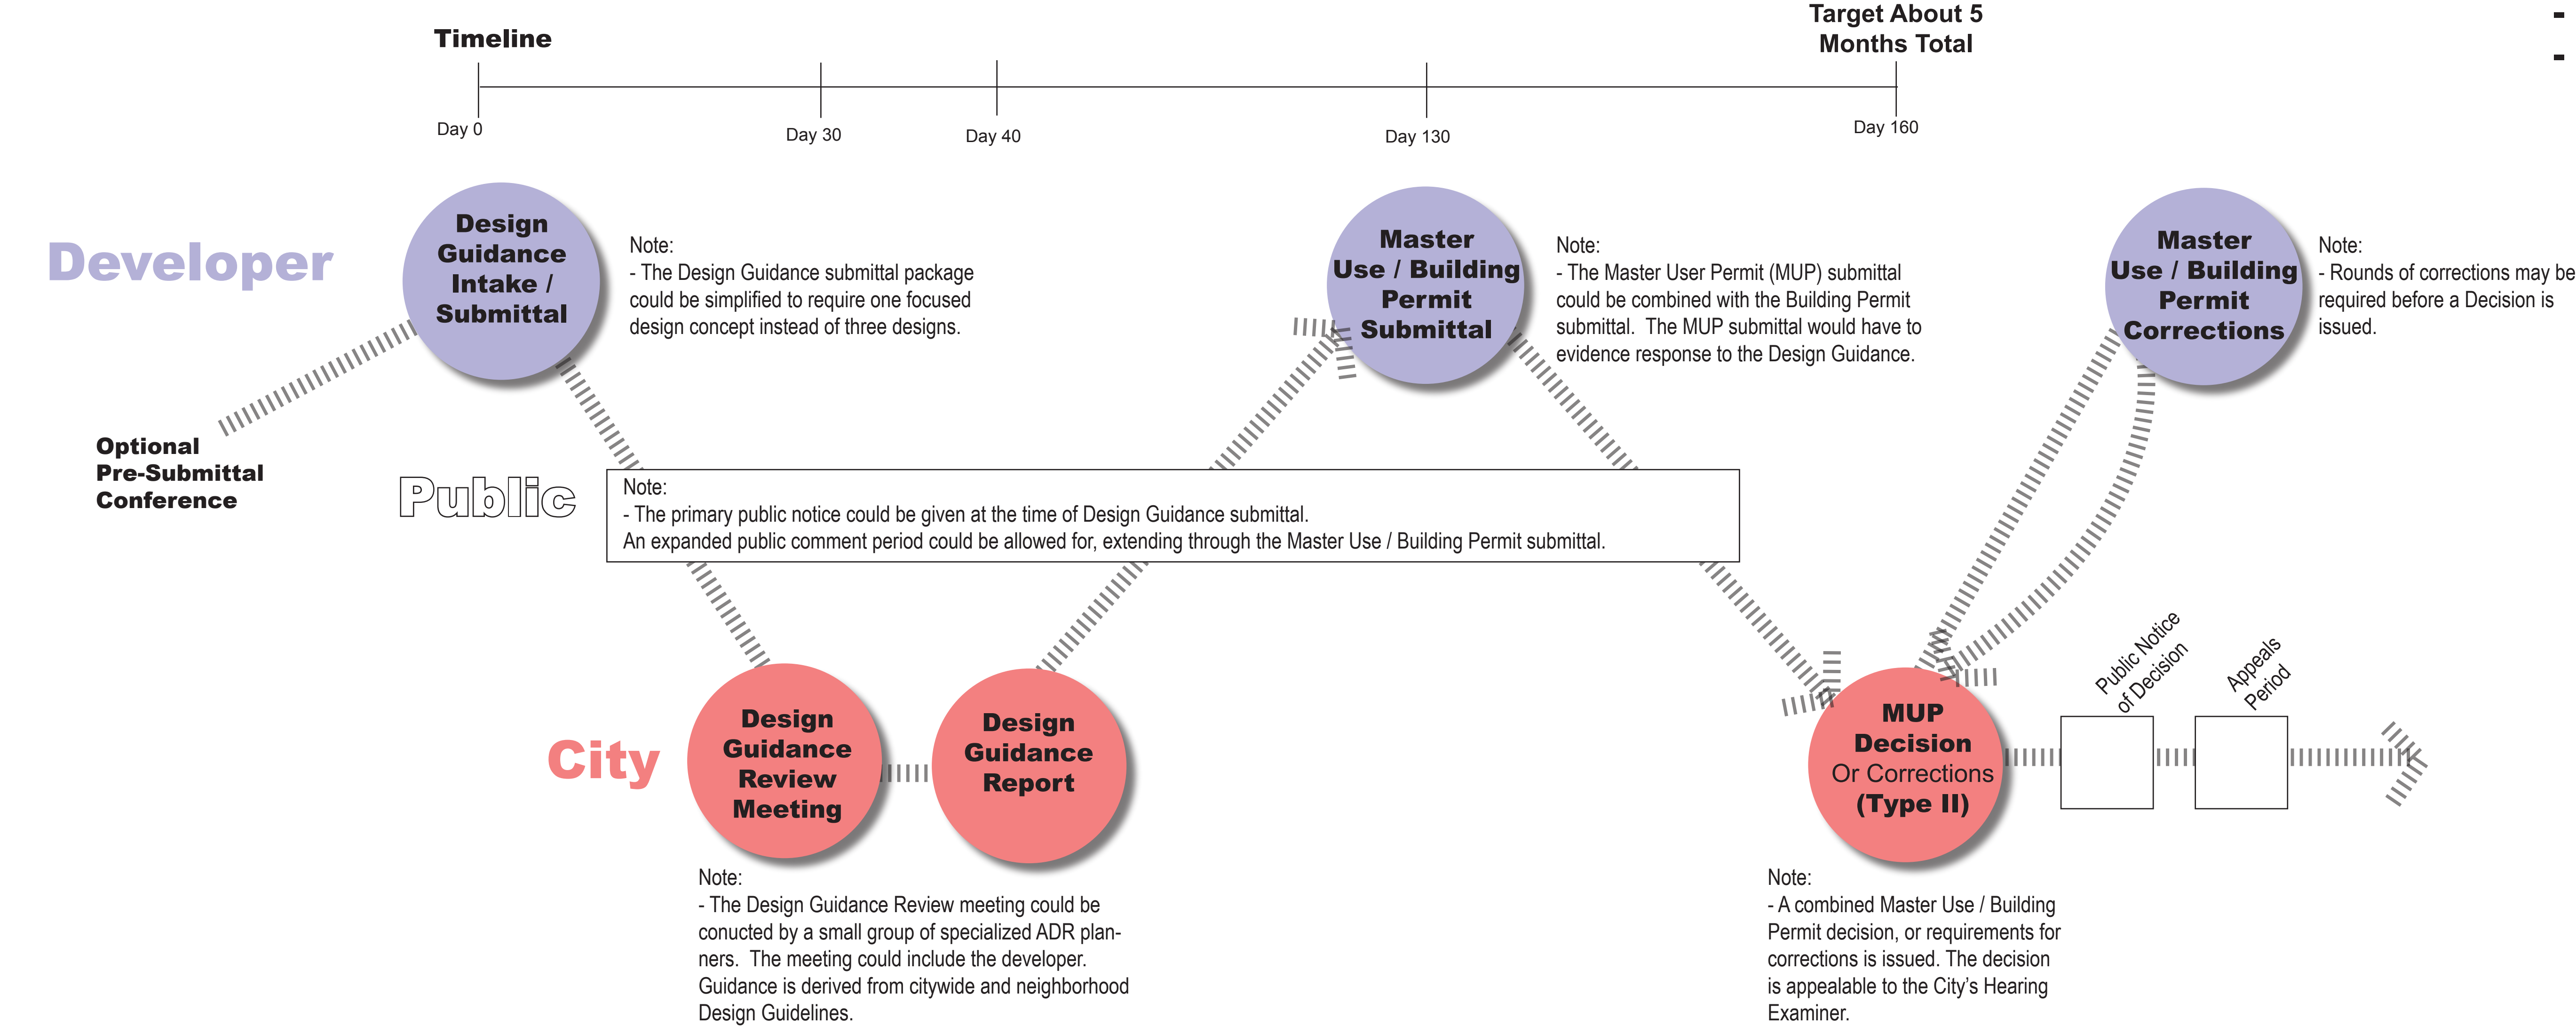 Target About 5
Months Total
Timeline
-
-
Day 0
Day 30
Day 40
Day 130
Day 160
Developer
Design
Guidance
Intake /
Submittal
Note:
- The Design Guidance submittal package
could be simplified to require one focused
design concept instead of three designs.
Master
Use / Building
Permit
Submittal
Note:
- The Master User Permit (MUP) submittal
could be combined with the Building Permit
submittal.  The MUP submittal would have to
evidence response to the Design Guidance.
Master
Use / Building
Permit
Corrections
Note:
- Rounds of corrections may be
required before a Decision is
issued.
Optional
Pre-Submittal
Conference
Public
Note:
- The primary public notice could be given at the time of Design Guidance submittal.
An expanded public comment period could be allowed for, extending through the Master Use / Building Permit submittal.
City
Design
Guidance
Review
Meeting
Design
Guidance
Report
MUP
Decision
Or Corrections
(Type II)
Public Notice
of Decision
Appeals
Period
Note:
- The Design Guidance Review meeting could be
conucted by a small group of specialized ADR plan-
ners.  The meeting could include the developer.
Guidance is derived from citywide and neighborhood
Design Guidelines.
Note:
- A combined Master Use / Building
Permit decision, or requirements for
corrections is issued. The decision
is appealable to the City’s Hearing
Examiner.